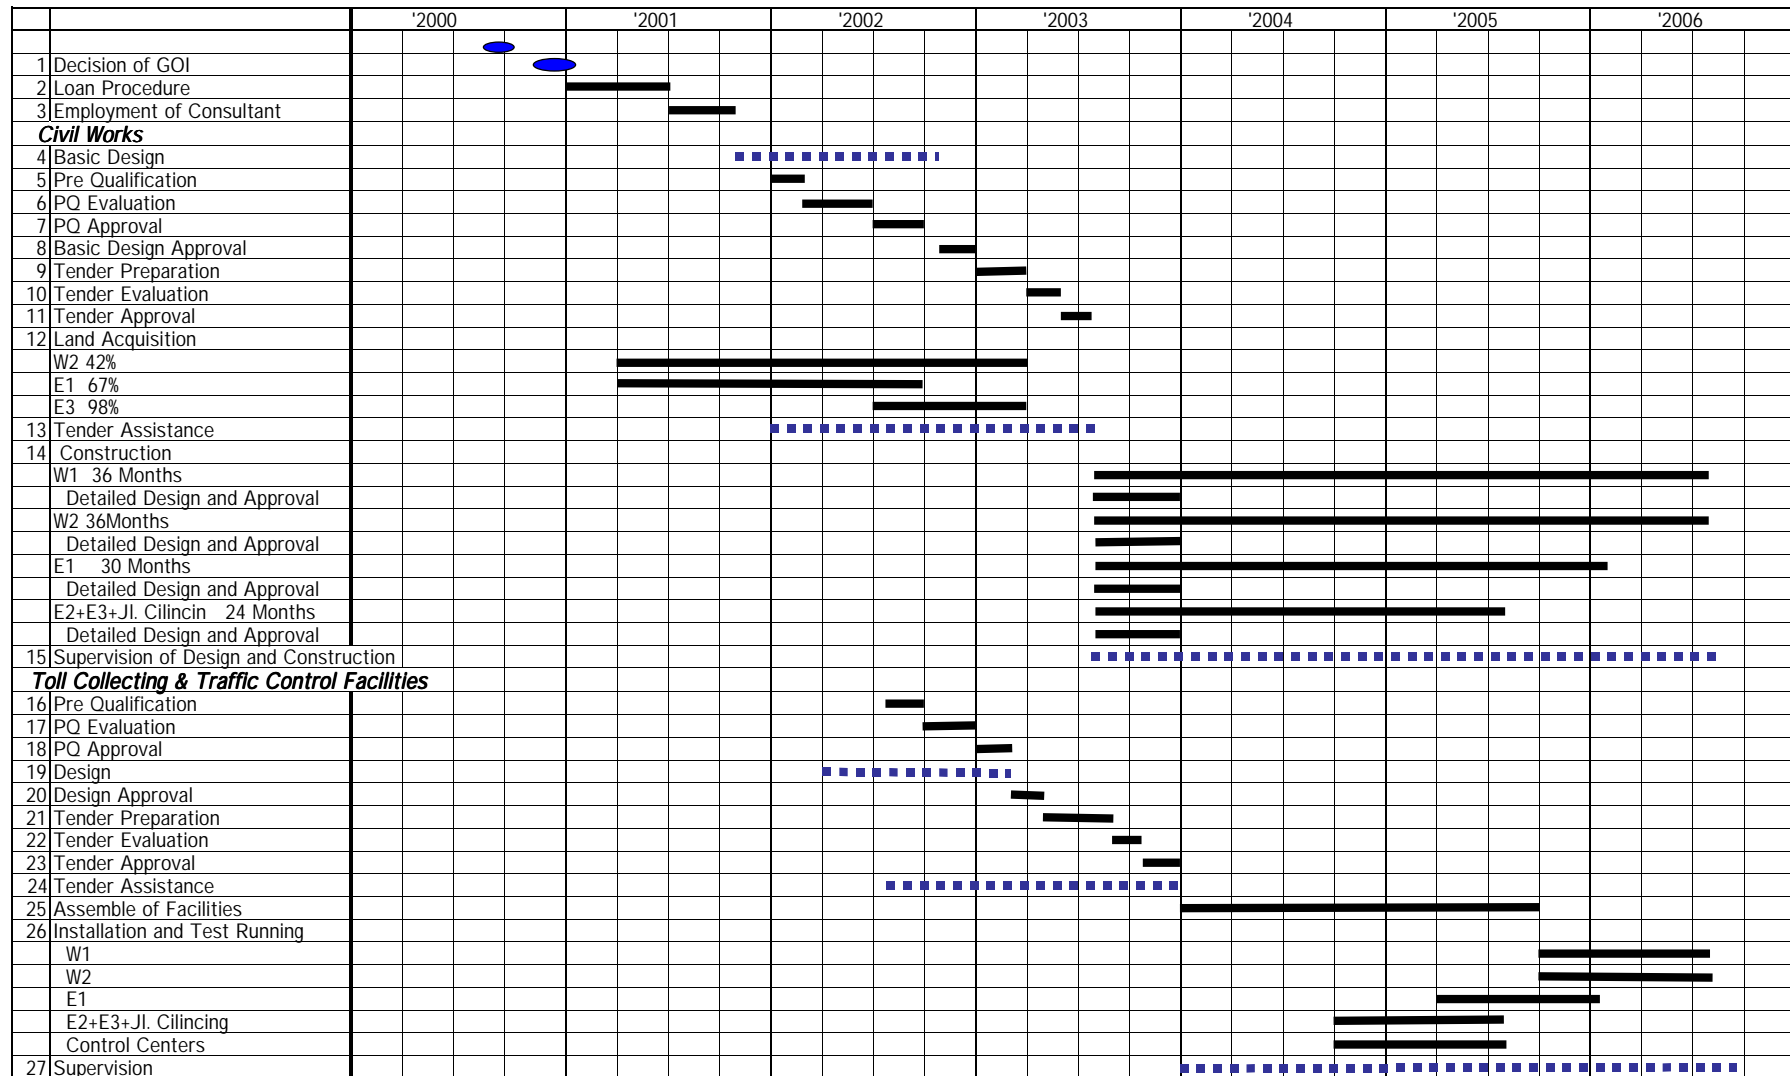 '2000 '2001 '2002 '2003 '2004 '2005 '2006
1 Decision of GOI
2 Loan Procedure
3 Employment of Consultant
Civil Works
4 Basic Design
5 Pre Qualification
6 PQ Evaluation
7 PQ Approval
8 Basic Design Approval
9 Tender Preparation
10 Tender Evaluation
11 Tender Approval
12 Land Acquisition
W2 42%
E1 67%
E3 98%
13 Tender Assistance
14 Construction
W1 36 Months
Detailed Design and Approval
W2 36Months
Detailed Design and Approval
E1 30 Months
Detailed Design and Approval
E2+E3+Jl. Cilincin 24 Months
Detailed Design and Approval
15 Supervision of Design and Construction
Toll Collecting & Traffic Control Facilities
16 Pre Qualification
17 PQ Evaluation
18 PQ Approval
19 Design
20 Design Approval
21 Tender Preparation
22 Tender Evaluation
23 Tender Approval
24 Tender Assistance
25 Assemble of Facilities
26 Installation and Test Running
W1
W2
E1
E2+E3+Jl. Cilincing
Control Centers
27 Supervision